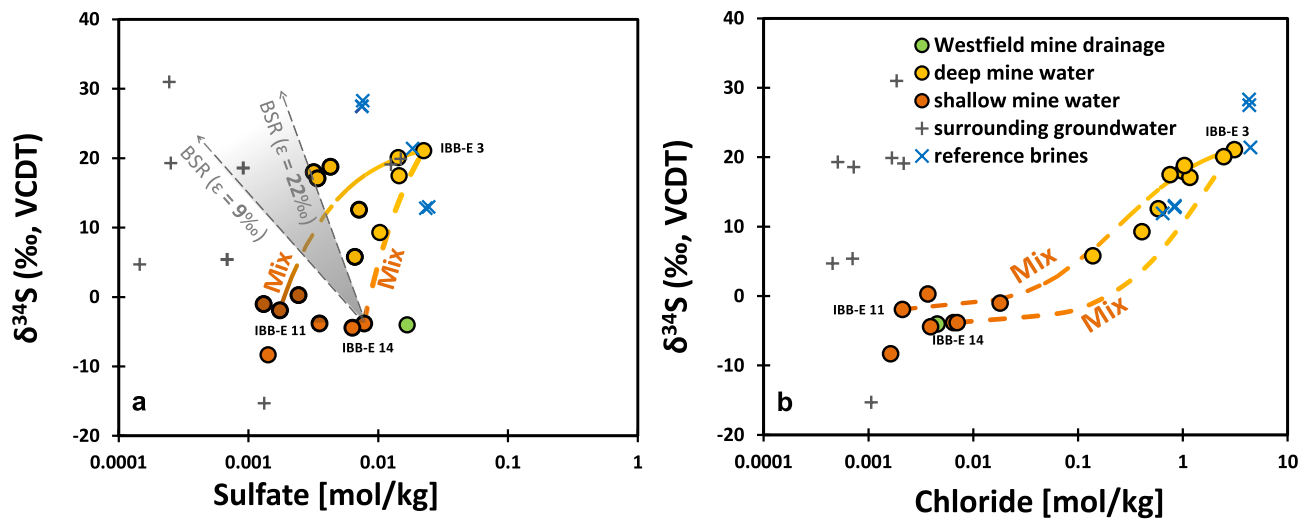 40
30
20
10
0
-10
-20
0.0001
0.001
0.01
0.1
1
δ³⁴S (‰, VCDT)
Sulfate [mol/kg]
BSR (ε = 22‰)
BSR (ε = 9‰)
Mix
Mix
IBB-E 3
IBB-E 11
IBB-E 14
a
40
30
20
10
0
-10
-20
0.0001
0.001
0.01
0.1
1
10
δ³⁴S (‰, VCDT)
Chloride [mol/kg]
Westfield mine drainage
deep mine water
shallow mine water
surrounding groundwater
reference brines
IBB-E 3
Mix
Mix
IBB-E 11
IBB-E 14
b